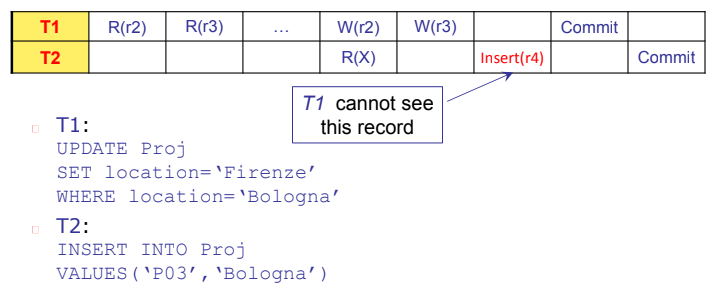 T1 R(r2) R(r3) … W(r2) W(r3) Commit
T2 R(X) Insert(r4) Commit
T1 cannot see
this record
T1:
UPDATE Proj
SET location=‘Firenze’
WHERE location=‘Bologna’
T2:
INSERT INTO Proj
VALUES(‘P03’,‘Bologna’)